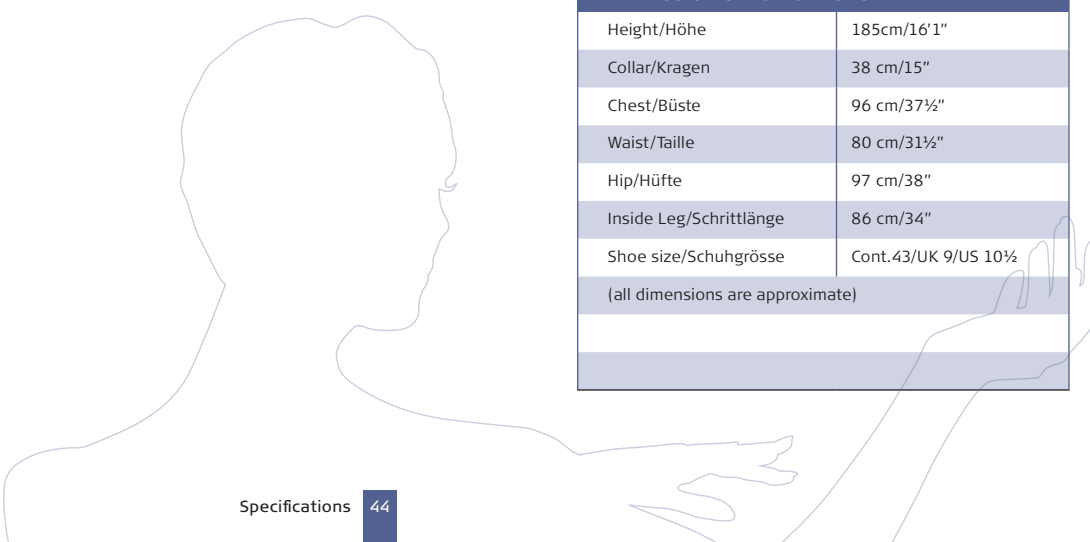 Height/Höhe 185cm/16'1"
Collar/Kragen 38 cm/15"
Chest/Büste 96 cm/37½"
Waist/Taille 80 cm/31½"
Hip/Hüfte 97 cm/38"
Inside Leg/Schrittlänge 86 cm/34"
Shoe size/Schuhgrösse Cont.43/UK 9/US 10½
(all dimensions are approximate)
Specifications 44